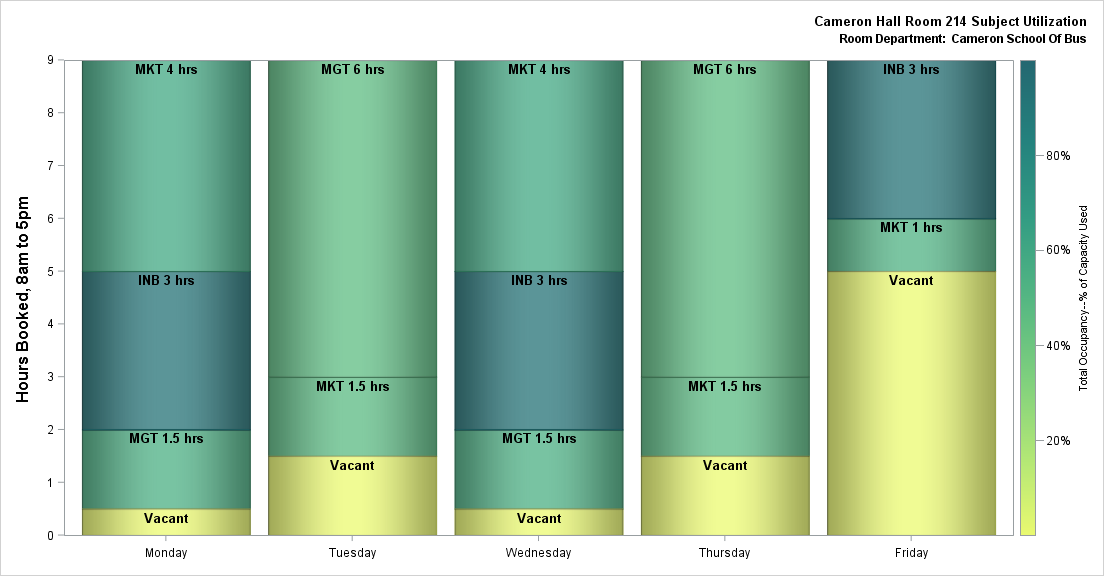 Cameron Hall Room 214 Subject Utilization
Room Department:  Cameron School Of Bus
Hours Booked, 8am to 5pm
9
8
7
6
5
4
3
2
1
0
MKT 4 hrs
INB 3 hrs
MGT 1.5 hrs
Vacant
MGT 6 hrs
MKT 1.5 hrs
Vacant
MKT 4 hrs
INB 3 hrs
MGT 1.5 hrs
Vacant
MGT 6 hrs
MKT 1.5 hrs
Vacant
INB 3 hrs
MKT 1 hrs
Vacant
Monday
Tuesday
Wednesday
Thursday
Friday
80%
60%
40%
20%
Total Occupancy--% of Capacity Used